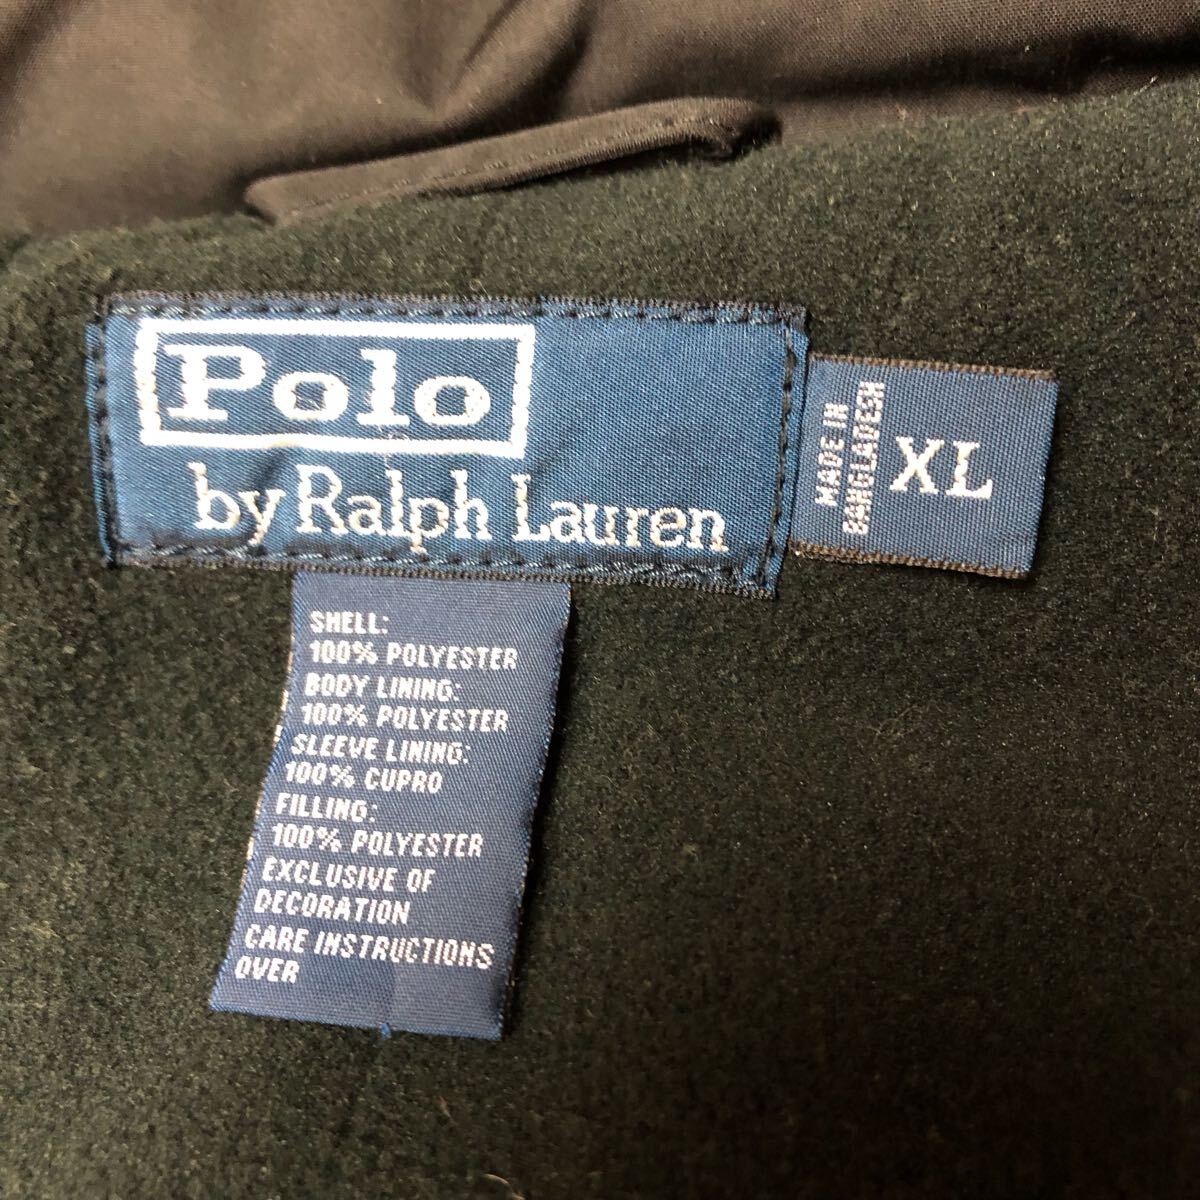 Polo
by Ralph Lauren
MADE IN
BANGLADESH
XL
SHELL:
100% POLYESTER
BODY LINING:
100% POLYESTER
SLEEVE LINING:
100% CUPRO
FILLING:
100% POLYESTER
EXCLUSIVE OF
DECORATION
CARE INSTRUCTIONS
OVER